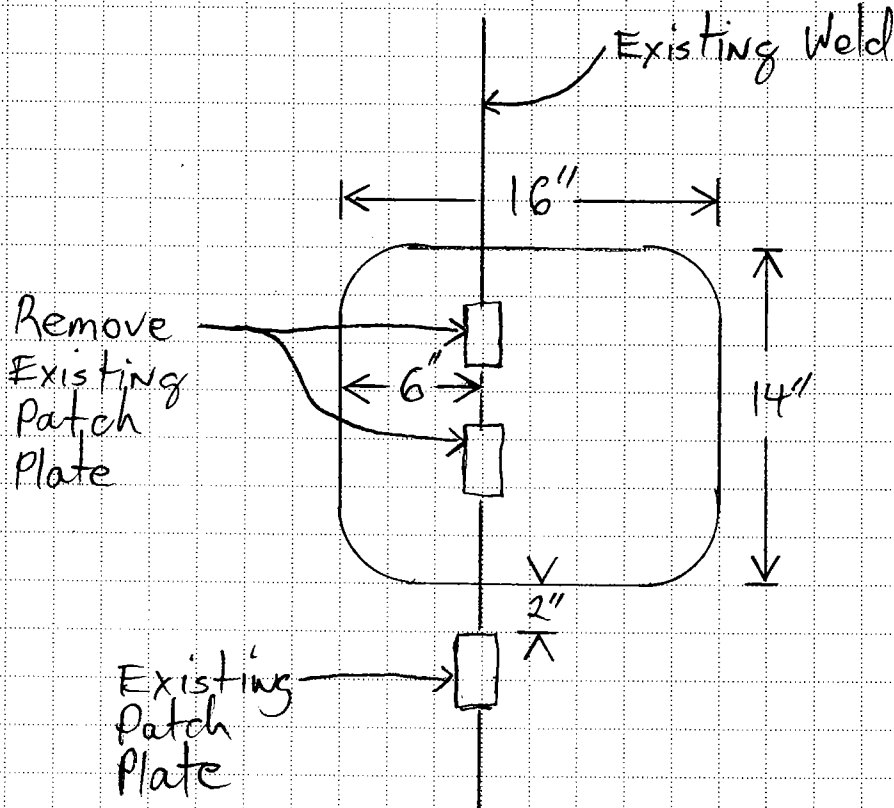 Existing Weld
16"
Remove
Existing
Patch
Plate
6"
14"
2"
Existing
Patch
Plate